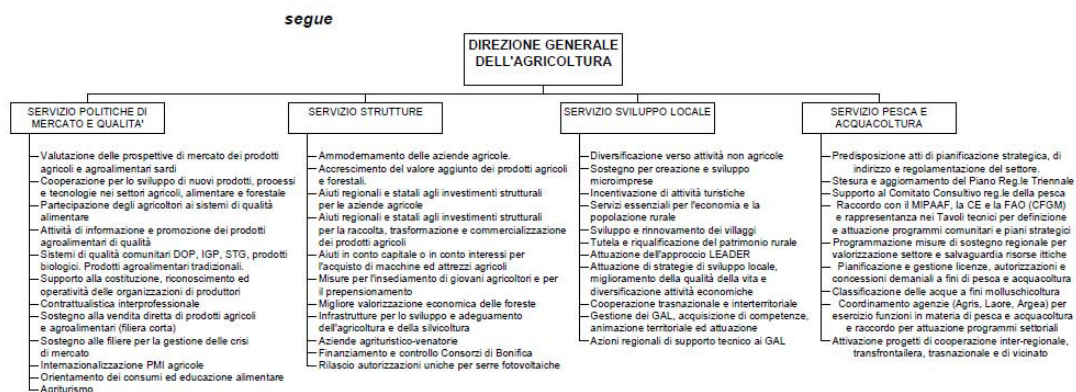 segue
DIREZIONE GENERALE
DELL'AGRICOLTURA
SERVIZIO POLITICHE DI
MERCATO E QUALITA'
Valutazione delle prospettive di mercato dei prodotti
agricoli e agroalimentari sardi
Cooperazione per lo sviluppo di nuovi prodotti, processi
e tecnologie nei settori agricoli, alimentare e forestale
Partecipazione degli agricoltori ai sistemi di qualità
alimentare
Attività di informazione e promozione dei prodotti
agroalimentari di qualità
Sistemi di qualità comunitari DOP, IGP, STG, prodotti
biologici. Prodotti agroalimentari tradizionali.
Supporto alla costituzione, riconoscimento ed
operatività delle organizzazioni di produttori
Contrattualistica interprofessionale
Sostegno alla vendita diretta di prodotti agricoli
e agroalimentari (filiera corta)
Sostegno alle filiere per la gestione delle crisi
di mercato
Internazionalizzazione PMI agricole
Orientamento dei consumi ed educazione alimentare
Agriturismo
SERVIZIO STRUTTURE
Ammodernamento delle aziende agricole.
Accrescimento del valore aggiunto dei prodotti agricoli
e forestali.
Aiuti regionali e statali agli investimenti strutturali
per le aziende agricole
Aiuti regionali e statali agli investimenti strutturali
per la raccolta, trasformazione e commercializzazione
dei prodotti agricoli
Aiuti in conto capitale o in conto interessi per
l'acquisto di macchine ed attrezzi agricoli
Misure per l'insediamento di giovani agricoltori e per
il prepensionamento
Migliore valorizzazione economica delle foreste
Infrastrutture per lo sviluppo e adeguamento
dell'agricoltura e della silvicoltura
Aziende agrituristico-venatorie
Finanziamento e controllo Consorzi di Bonifica
Rilascio autorizzazioni uniche per serre fotovoltaiche
SERVIZIO SVILUPPO LOCALE
Diversificazione verso attività non agricole
Sostegno per creazione e sviluppo
microimprese
Incentivazione di attività turistiche
Servizi essenziali per l'economia e la
popolazione rurale
Sviluppo e rinnovamento dei villaggi
Tutela e riqualificazione del patrimonio rurale
Attuazione dell'approccio LEADER
Attuazione di strategie di sviluppo locale,
miglioramento della qualità della vita e
diversificazione attività economiche
Cooperazione trasnazionale e interterritoriale
Gestione dei GAL, acquisizione di competenze,
animazione territoriale ed attuazione
Azioni regionali di supporto tecnico ai GAL
SERVIZIO PESCA E
ACQUACOLTURA
Predisposizione atti di pianificazione strategica, di
indirizzo e regolamentazione del settore.
Stesura e aggiornamento del Piano Reg.le Triennale
Supporto al Comitato Consultivo reg.le della pesca
Raccordo con il MIPAAF, la CE e la FAO (CFGM)
e rappresentanza nei Tavoli tecnici per definizione
e attuazione programmi comunitari e piani strategici
Programmazione misure di sostegno regionale per
valorizzazione settore e salvaguardia risorse ittiche
Pianificazione e gestione licenze, autorizzazioni e
concessioni demaniali a fini di pesca e acquacoltura
Classificazione delle acque a fini molluschicoltura
Coordinamento agenzie (Agris, Laore, Argea) per
esercizio funzioni in materia di pesca e acquacoltura
e raccordo per attuazione programmi settoriali
Attivazione progetti di cooperazione inter-regionale,
transfrontailera, trasnazionale e di vicinato